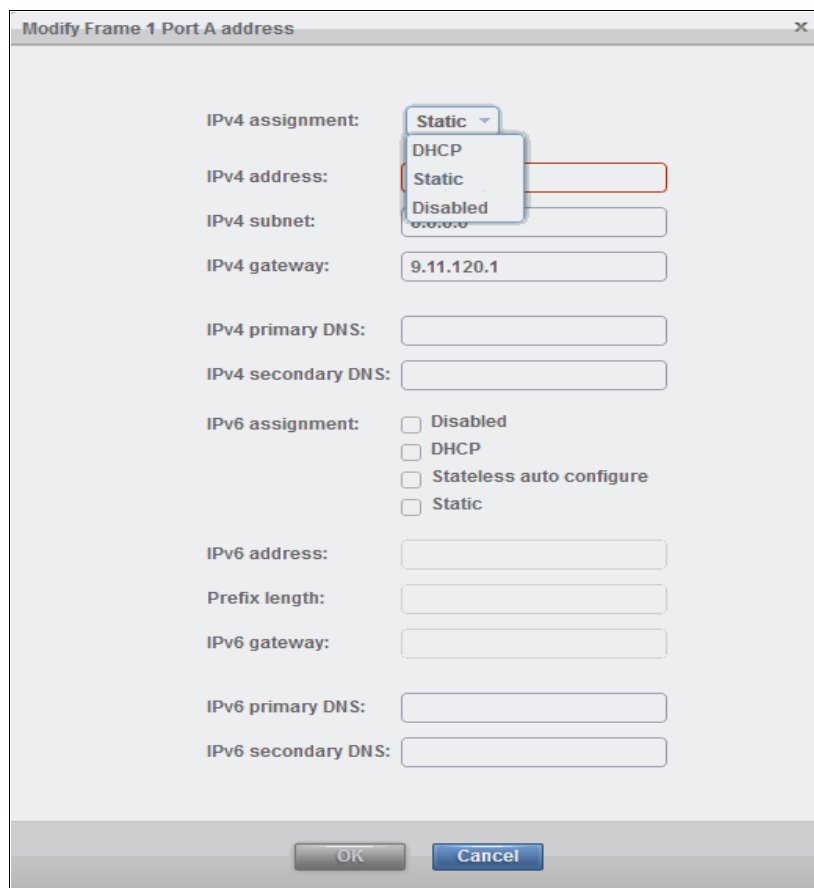 Modify Frame 1 Port A address
x
IPv4 assignment:
Static
DHCP
Static
Disabled
IPv4 address:
IPv4 subnet:
IPv4 gateway:
9.11.120.1
IPv4 primary DNS:
IPv4 secondary DNS:
IPv6 assignment:
Disabled
DHCP
Stateless auto configure
Static
IPv6 address:
Prefix length:
IPv6 gateway:
IPv6 primary DNS:
IPv6 secondary DNS:
OK
Cancel